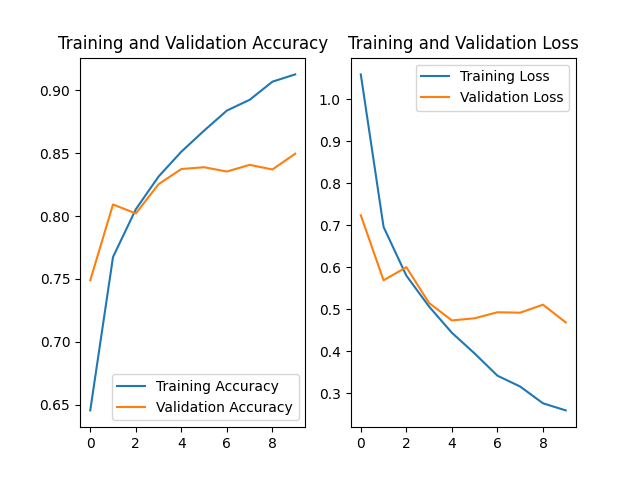 Training and Validation Accuracy
0.90
0.85
0.80
0.75
0.70
0.65
Training Accuracy
Validation Accuracy
0 2 4 6 8
Training and Validation Loss
Training Loss
Validation Loss
1.0
0.9
0.8
0.7
0.6
0.5
0.4
0.3
0 2 4 6 8